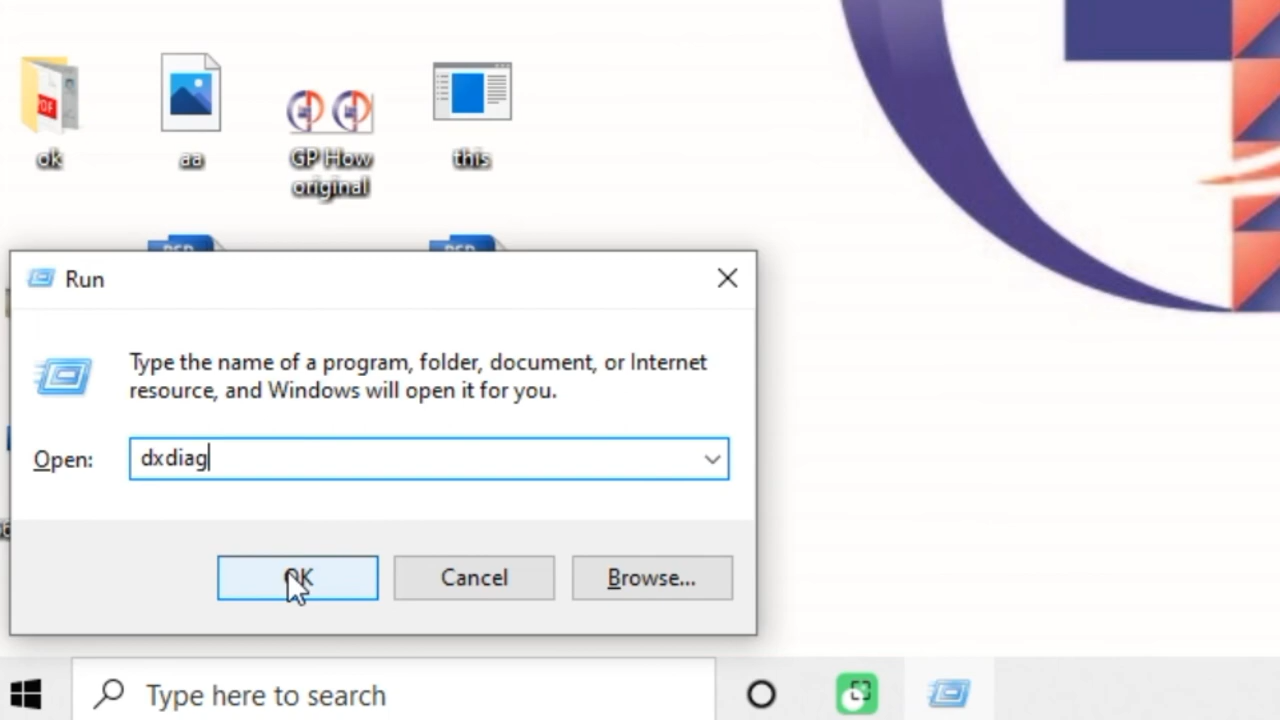 ok
aa
GP How
original
this
Run
Type the name of a program, folder, document, or Internet
resource, and Windows will open it for you.
Open:
dxdiag
OK
Cancel
Browse...
Type here to search